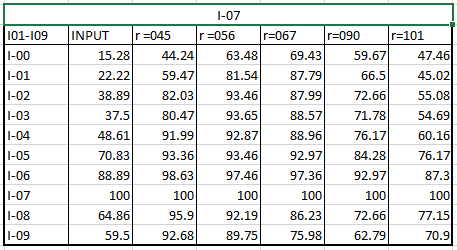 I-07
I01-I09 INPUT r =045 r =056 r=067 r=090 r=101
I-00 15.28 44.24 63.48 69.43 59.67 47.46
I-01 22.22 59.47 81.54 87.79 66.5 45.02
I-02 38.89 82.03 93.46 87.99 72.66 55.08
I-03 37.5 80.47 93.65 88.57 71.78 54.69
I-04 48.61 91.99 92.87 88.96 76.17 60.16
I-05 70.83 93.36 93.46 92.97 84.28 76.17
I-06 88.89 98.63 97.46 97.36 92.97 87.3
I-07 100 100 100 100 100 100
I-08 64.86 95.9 92.19 86.23 72.66 77.15
I-09 59.5 92.68 89.75 75.98 62.79 70.9